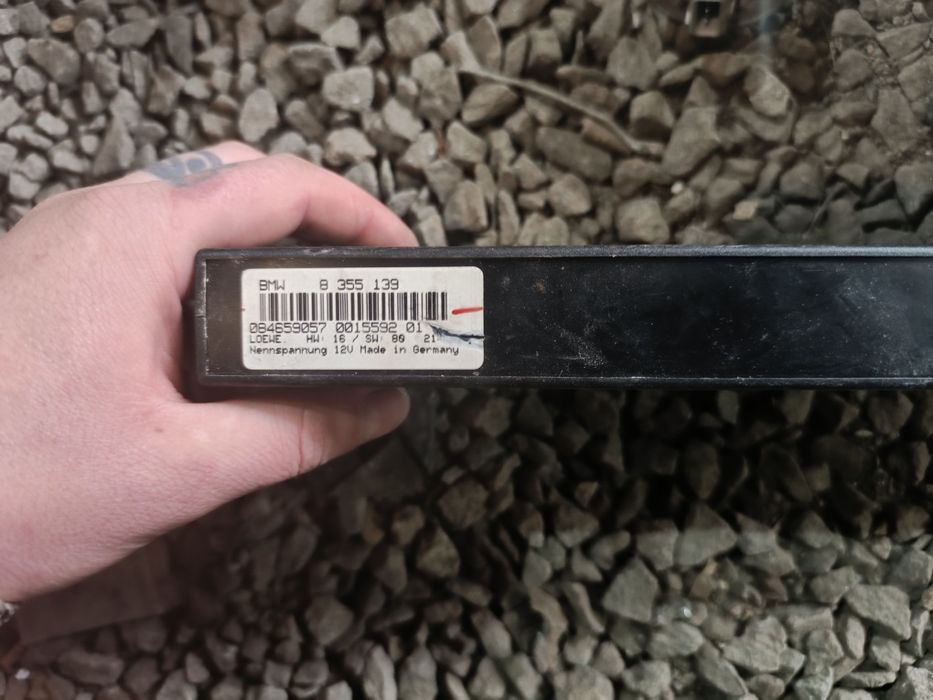 BMW 8 355 139
084659057 0015592 01
LOEWE. HW: 16 / SW: 80 21
Nennspannung 12V Made in Germany